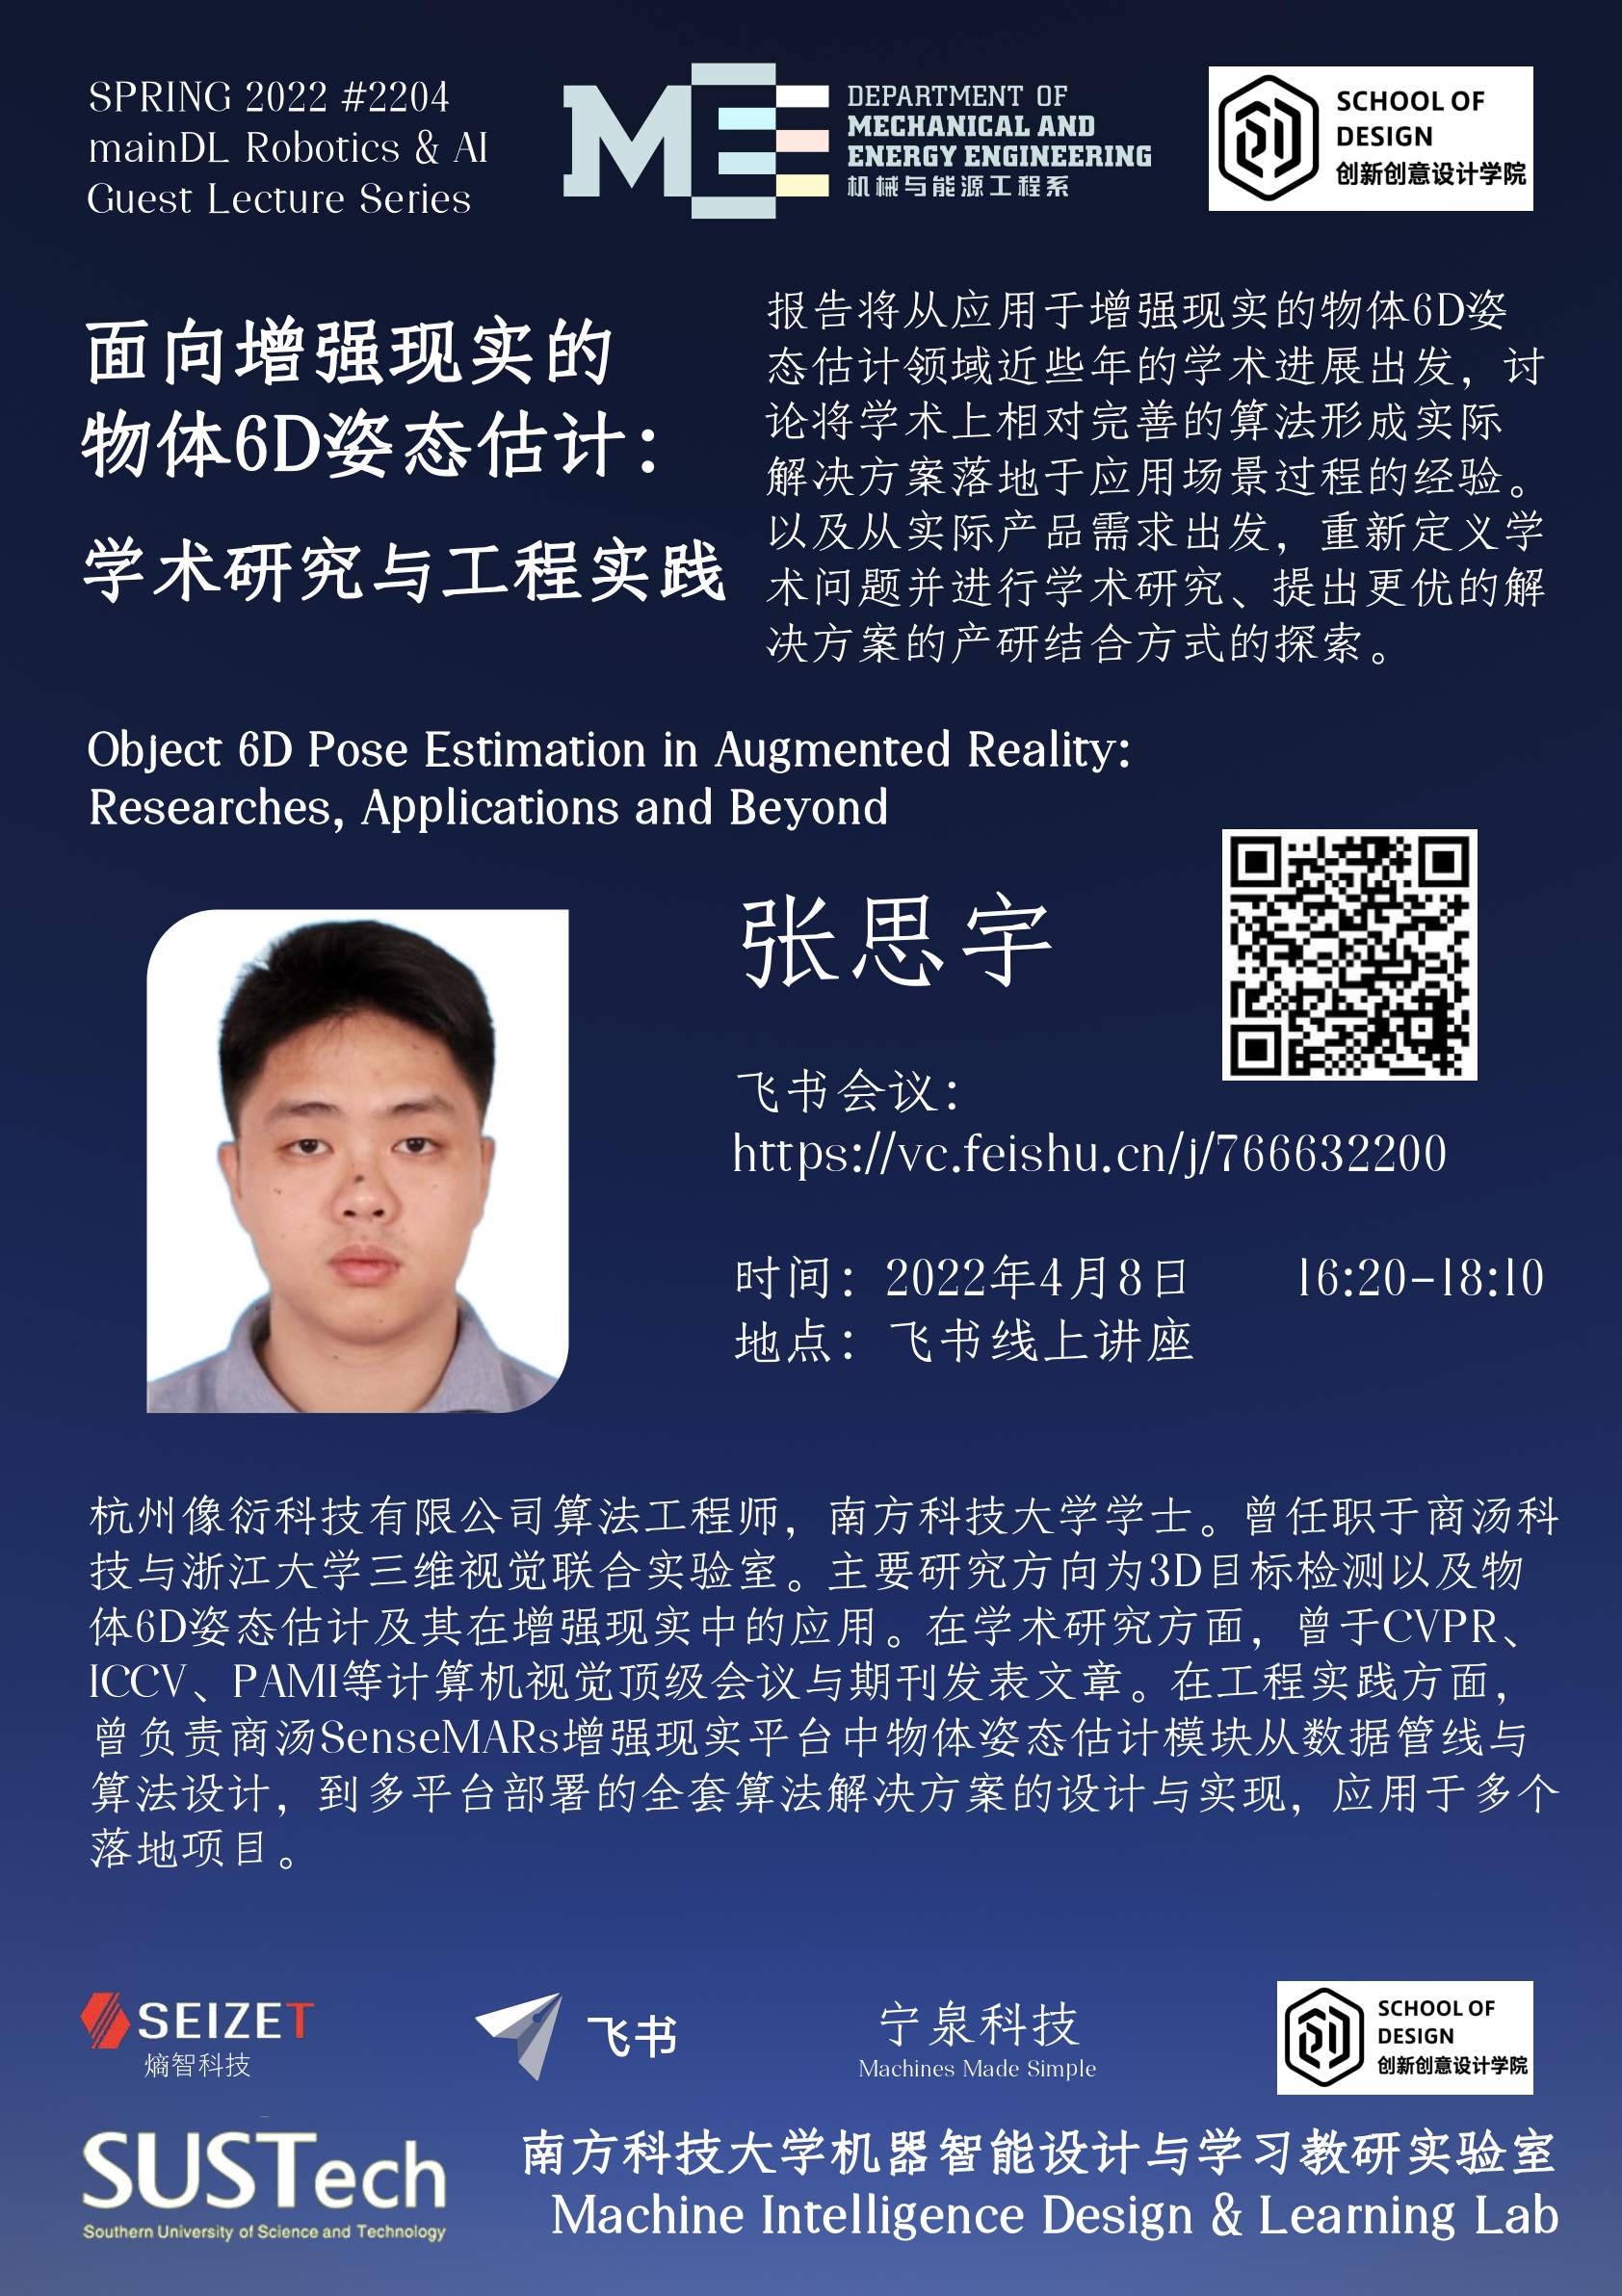 SPRING 2022 #2204
mainDL Robotics & AI
Guest Lecture Series
ME
DEPARTMENT OF
MECHANICAL AND
ENERGY ENGINEERING
机械与能源工程系
SCHOOL OF
DESIGN
创新创意设计学院
面向增强现实的
物体6D姿态估计：
学术研究与工程实践
报告将从应用于增强现实的物体6D姿
态估计领域近些年的学术进展出发，讨
论将学术上相对完善的算法形成实际
解决方案落地于应用场景过程的经验。
以及从实际产品需求出发，重新定义学
术问题并进行学术研究、提出更优的解
决方案的产研结合方式的探索。
Object 6D Pose Estimation in Augmented Reality:
Researches, Applications and Beyond
张思宇
飞书会议：
https://vc.feishu.cn/j/766632200
时间：2022年4月8日 16:20-18:10
地点：飞书线上讲座
杭州像衍科技有限公司算法工程师，南方科技大学学士。曾任职于商汤科
技与浙江大学三维视觉联合实验室。主要研究方向为3D目标检测以及物
体6D姿态估计及其在增强现实中的应用。在学术研究方面，曾于CVPR、
ICCV、PAMI等计算机视觉顶级会议与期刊发表文章。在工程实践方面，
曾负责商汤SenseMARs增强现实平台中物体姿态估计模块从数据管线与
算法设计，到多平台部署的全套算法解决方案的设计与实现，应用于多个
落地项目。
SEIZET
熵智科技
飞书
宁泉科技
Machines Made Simple
SCHOOL OF
DESIGN
创新创意设计学院
SUSTech
Southern University of Science and Technology
南方科技大学机器智能设计与学习教研实验室
Machine Intelligence Design & Learning Lab